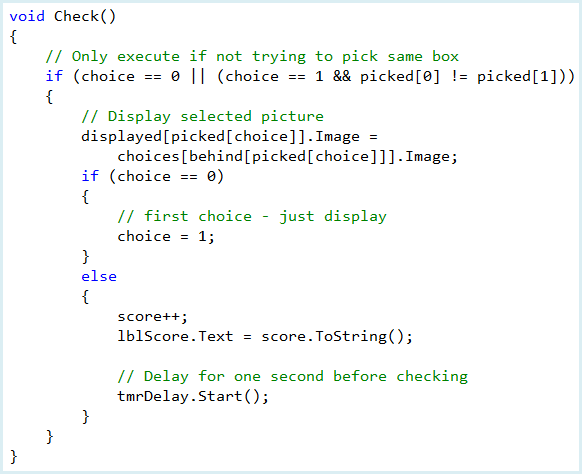 void Check()
{
    // Only execute if not trying to pick same box
    if (choice == 0 || (choice == 1 && picked[0] != picked[1]))
    {
        // Display selected picture
        displayed[picked[choice]].Image =
            choices[behind[picked[choice]]].Image;
        if (choice == 0)
        {
            // first choice - just display
            choice = 1;
        }
        else
        {
            score++;
            lblScore.Text = score.ToString();

            // Delay for one second before checking
            tmrDelay.Start();
        }
    }
}